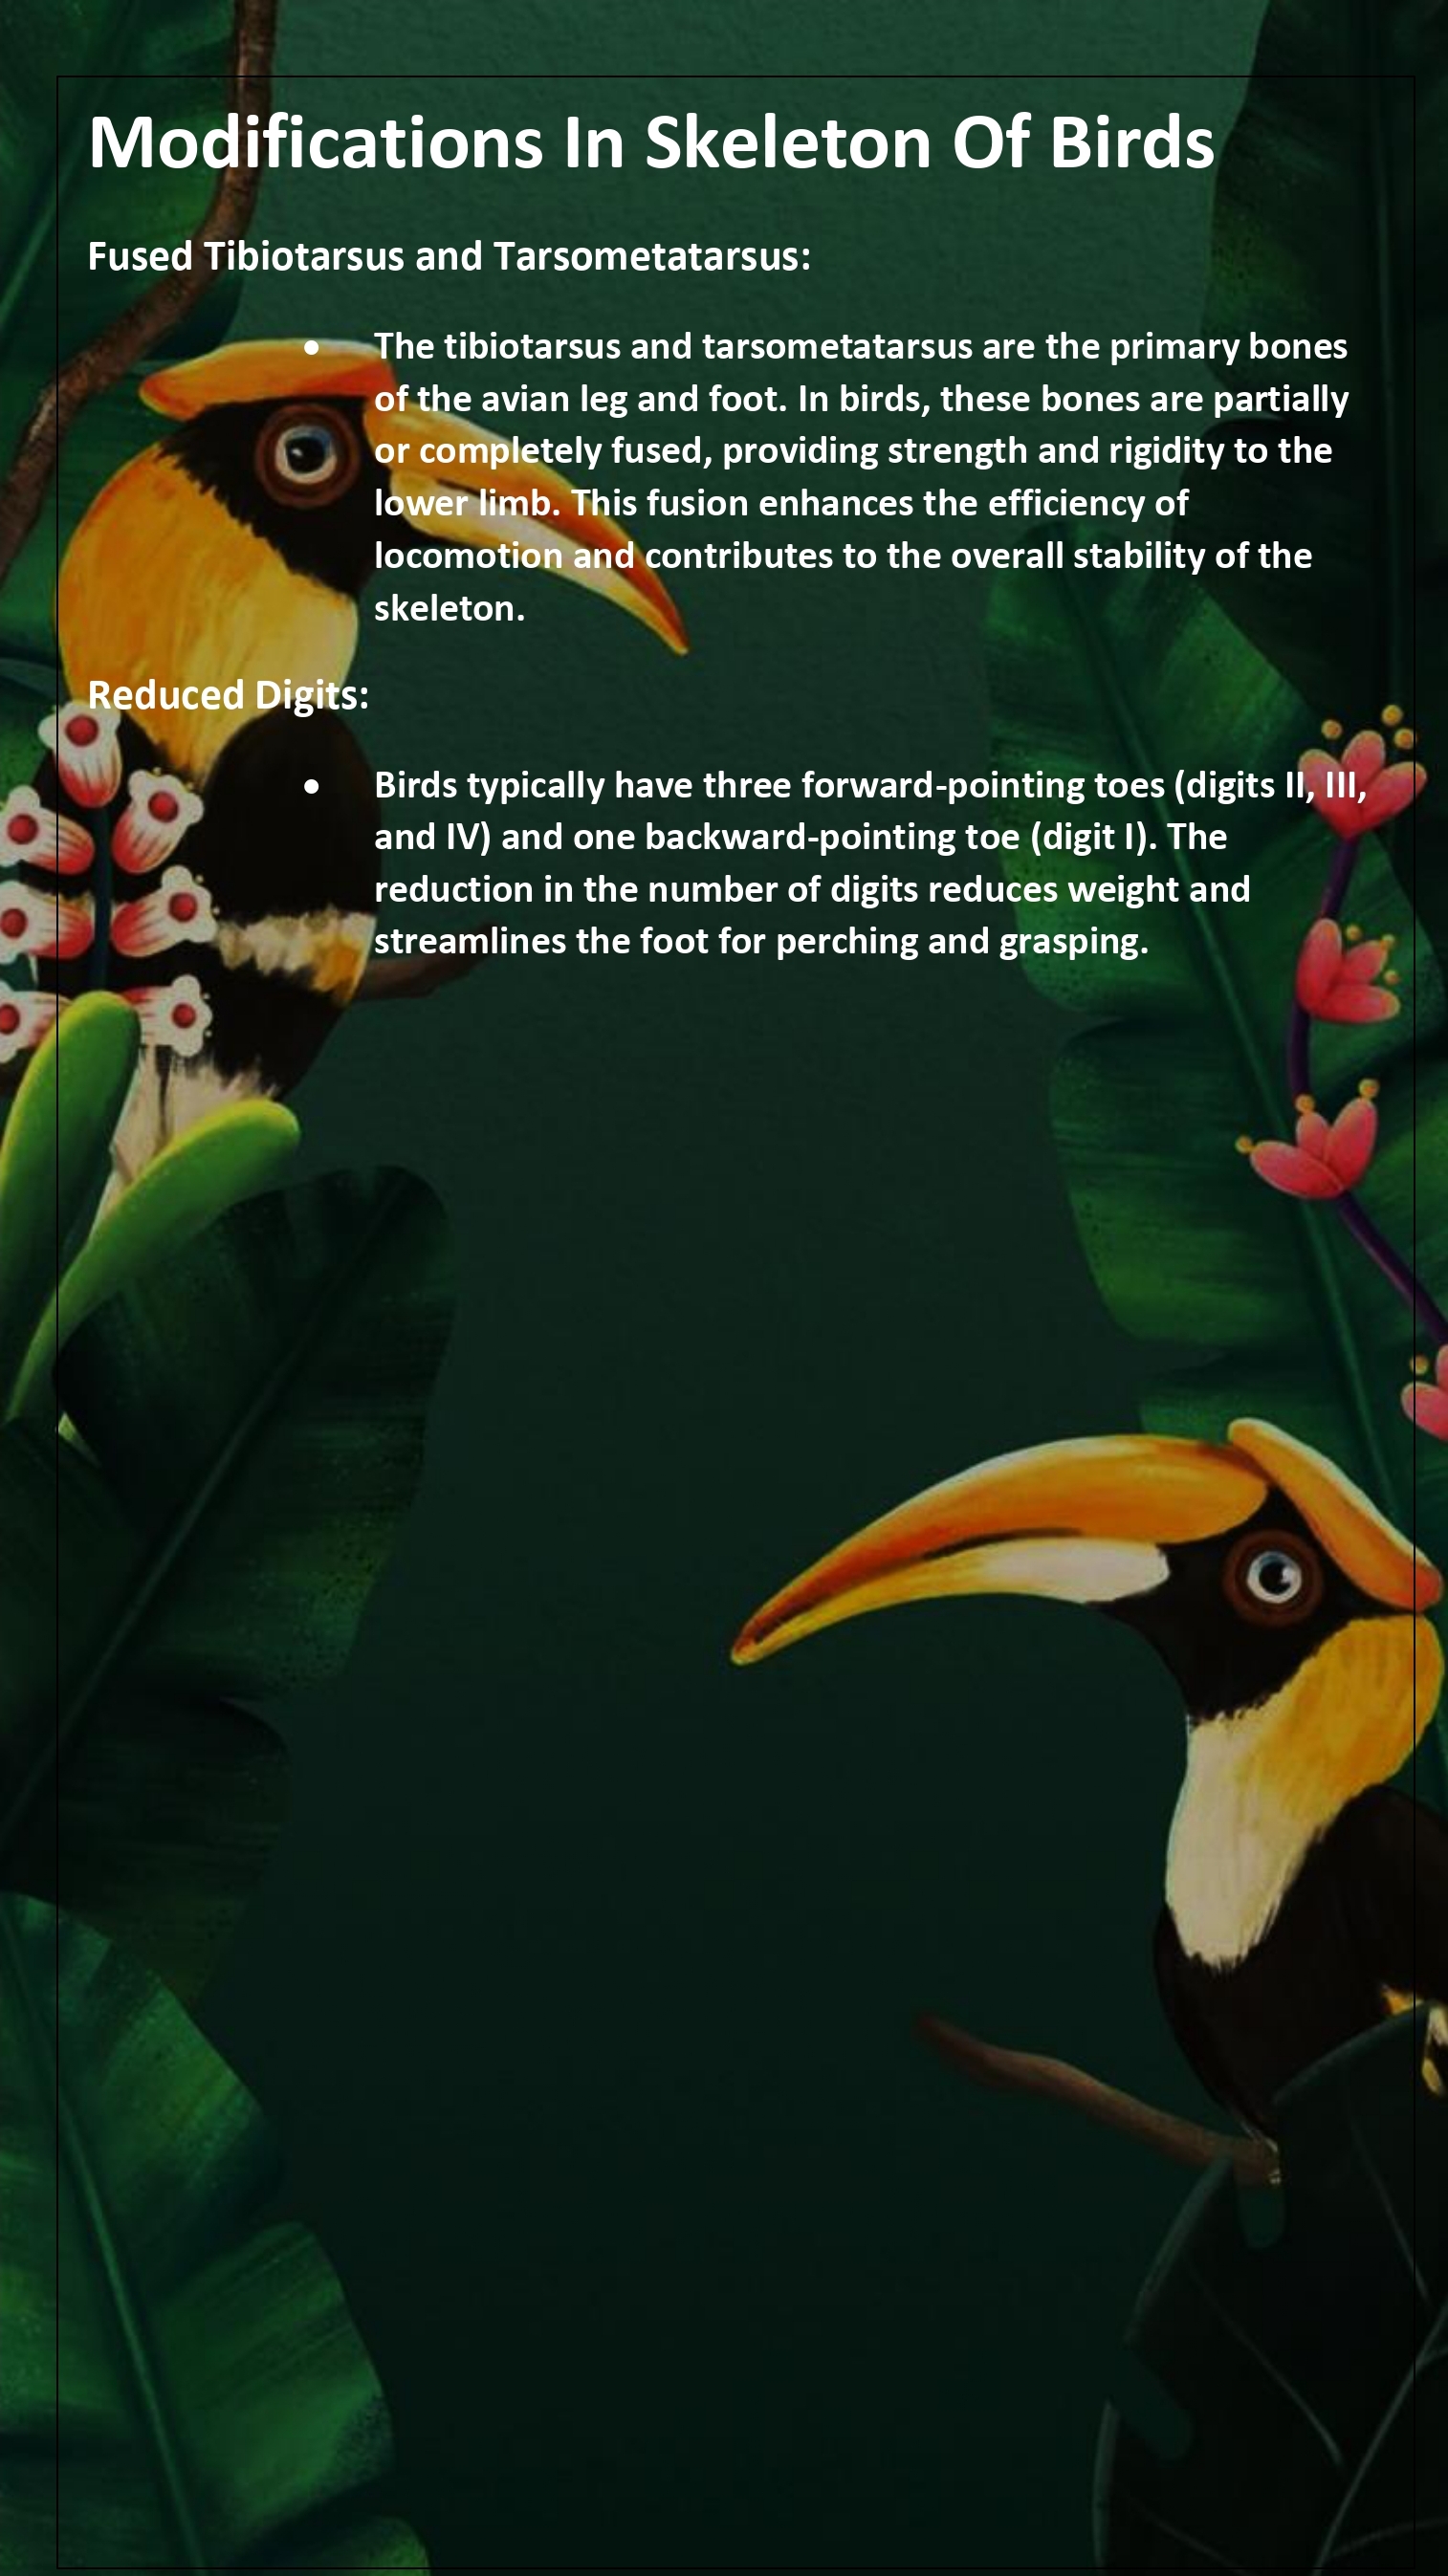 Modifications In Skeleton Of Birds
Fused Tibiotarsus and Tarsometatarsus:
• The tibiotarsus and tarsometatarsus are the primary bones
of the avian leg and foot. In birds, these bones are partially
or completely fused, providing strength and rigidity to the
lower limb. This fusion enhances the efficiency of
locomotion and contributes to the overall stability of the
skeleton.
Reduced Digits:
• Birds typically have three forward-pointing toes (digits II, III,
and IV) and one backward-pointing toe (digit I). The
reduction in the number of digits reduces weight and
streamlines the foot for perching and grasping.